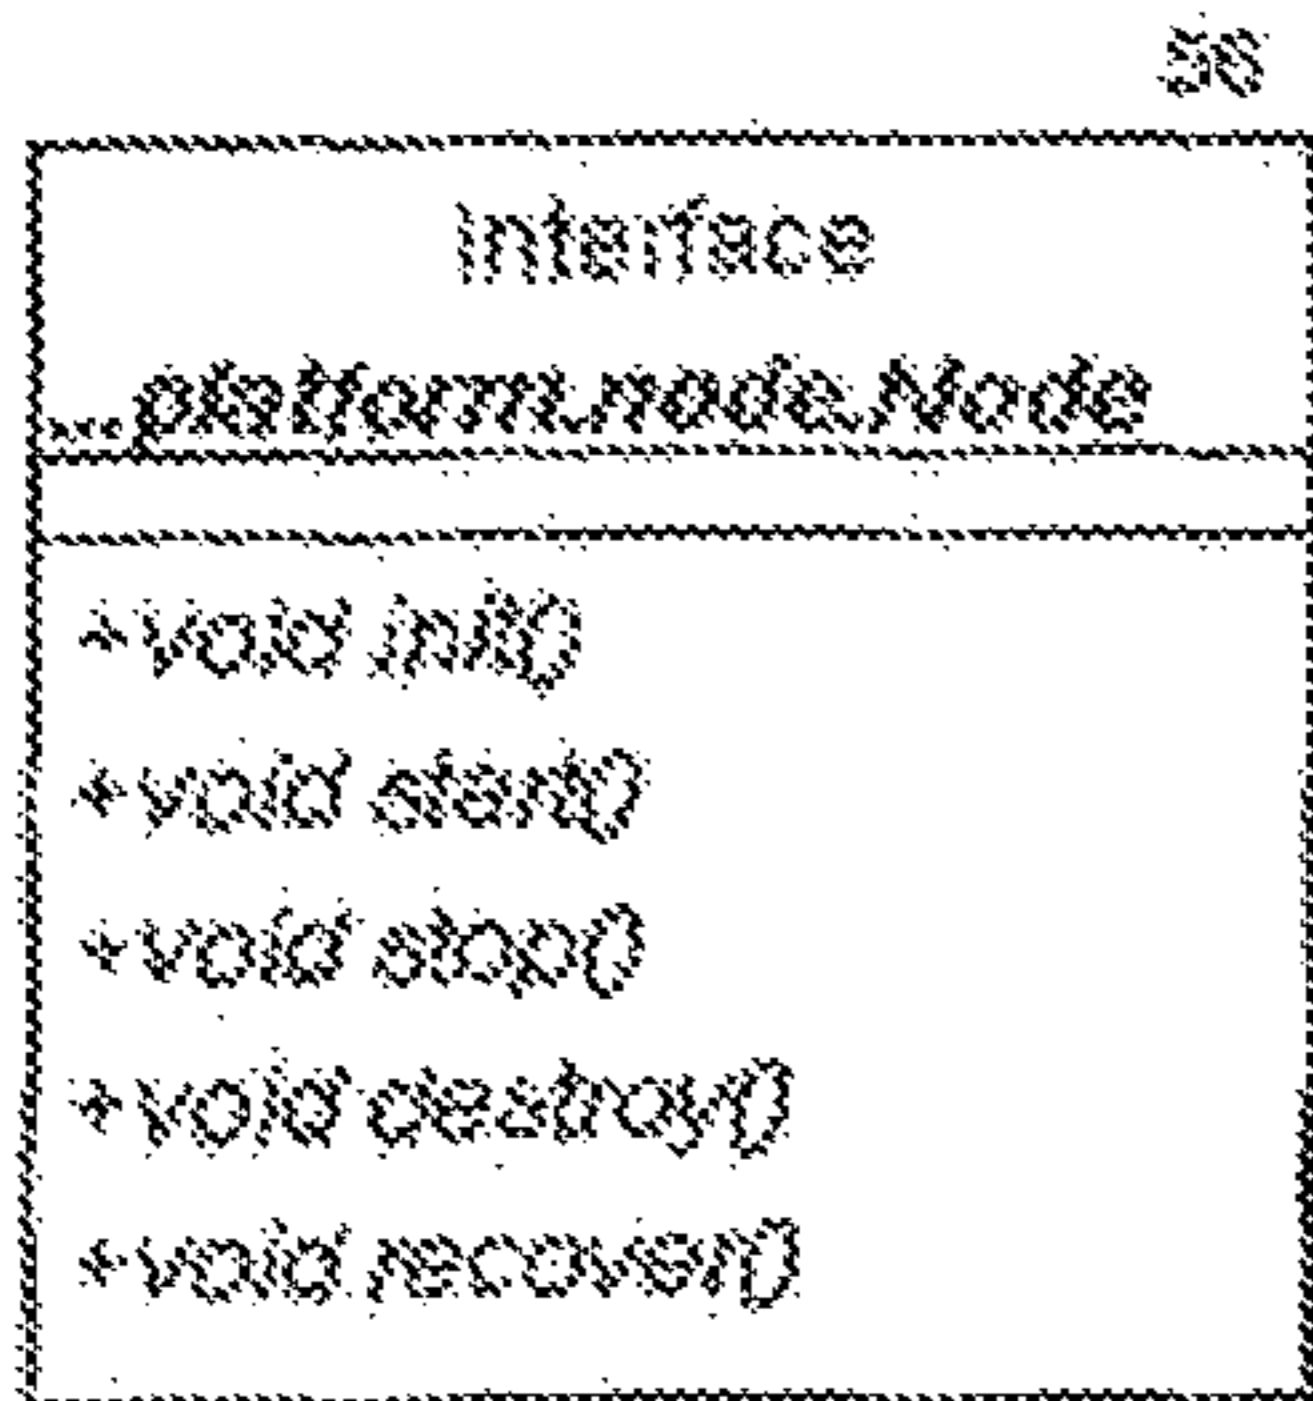 interface
...platform.node.Node
+void init()
+void start()
+void stop()
+void destroy()
+void recover()